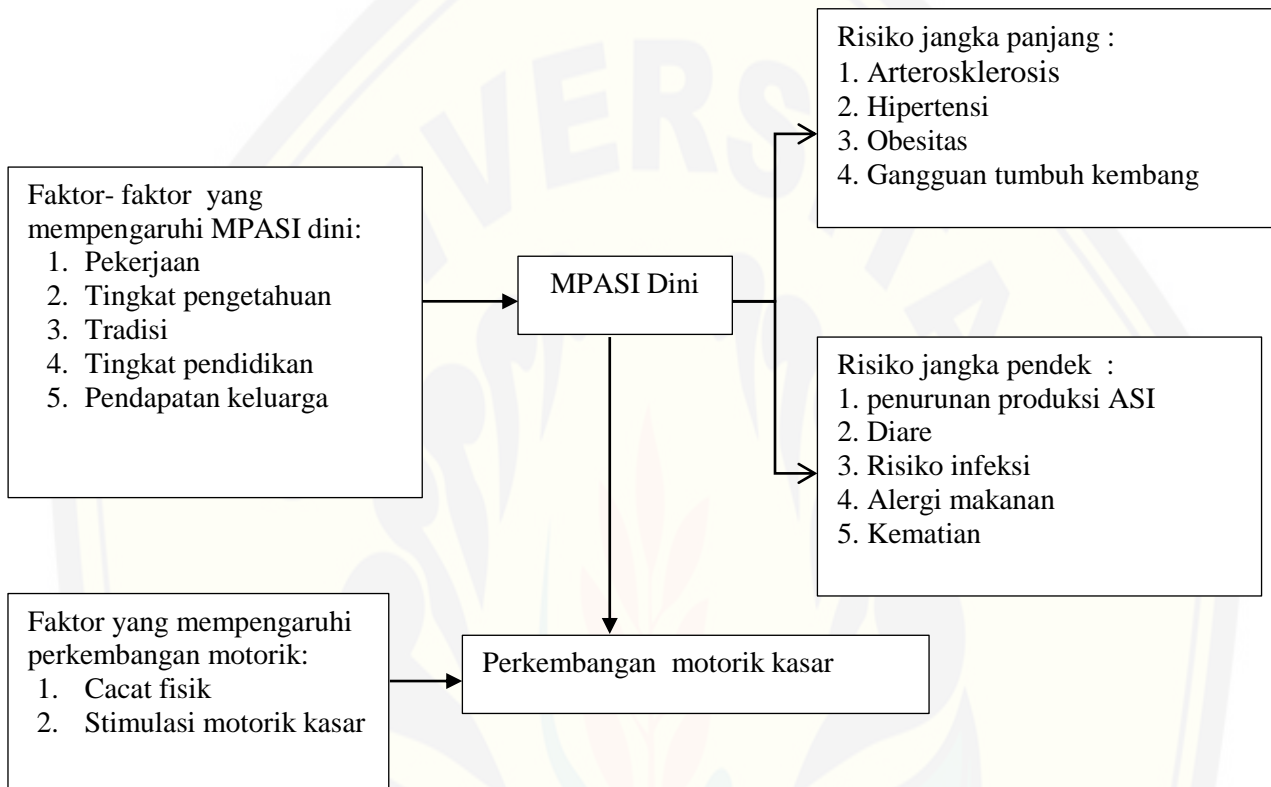 Risiko jangka panjang :
1. Arterosklerosis
2. Hipertensi
3. Obesitas
4. Gangguan tumbuh kembang
Faktor- faktor yang
mempengaruhi MPASI dini:
1. Pekerjaan
2. Tingkat pengetahuan
3. Tradisi
4. Tingkat pendidikan
5. Pendapatan keluarga
MPASI Dini
Risiko jangka pendek :
1. penurunan produksi ASI
2. Diare
3. Risiko infeksi
4. Alergi makanan
5. Kematian
Faktor yang mempengaruhi
perkembangan motorik:
1. Cacat fisik
2. Stimulasi motorik kasar
Perkembangan motorik kasar